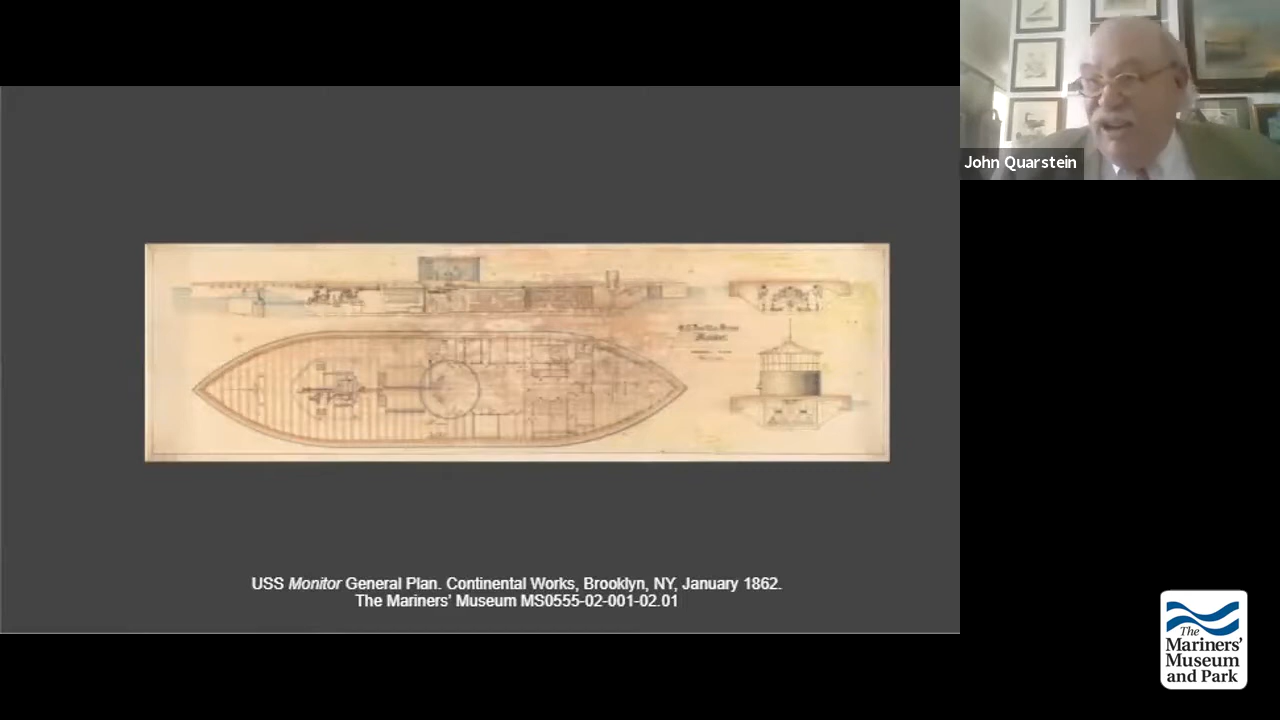 John Quarstein
USS Monitor General Plan. Continental Works, Brooklyn, NY, January 1862.
The Mariners' Museum MS0555-02-001-02.01
The
Mariners'
Museum
and Park